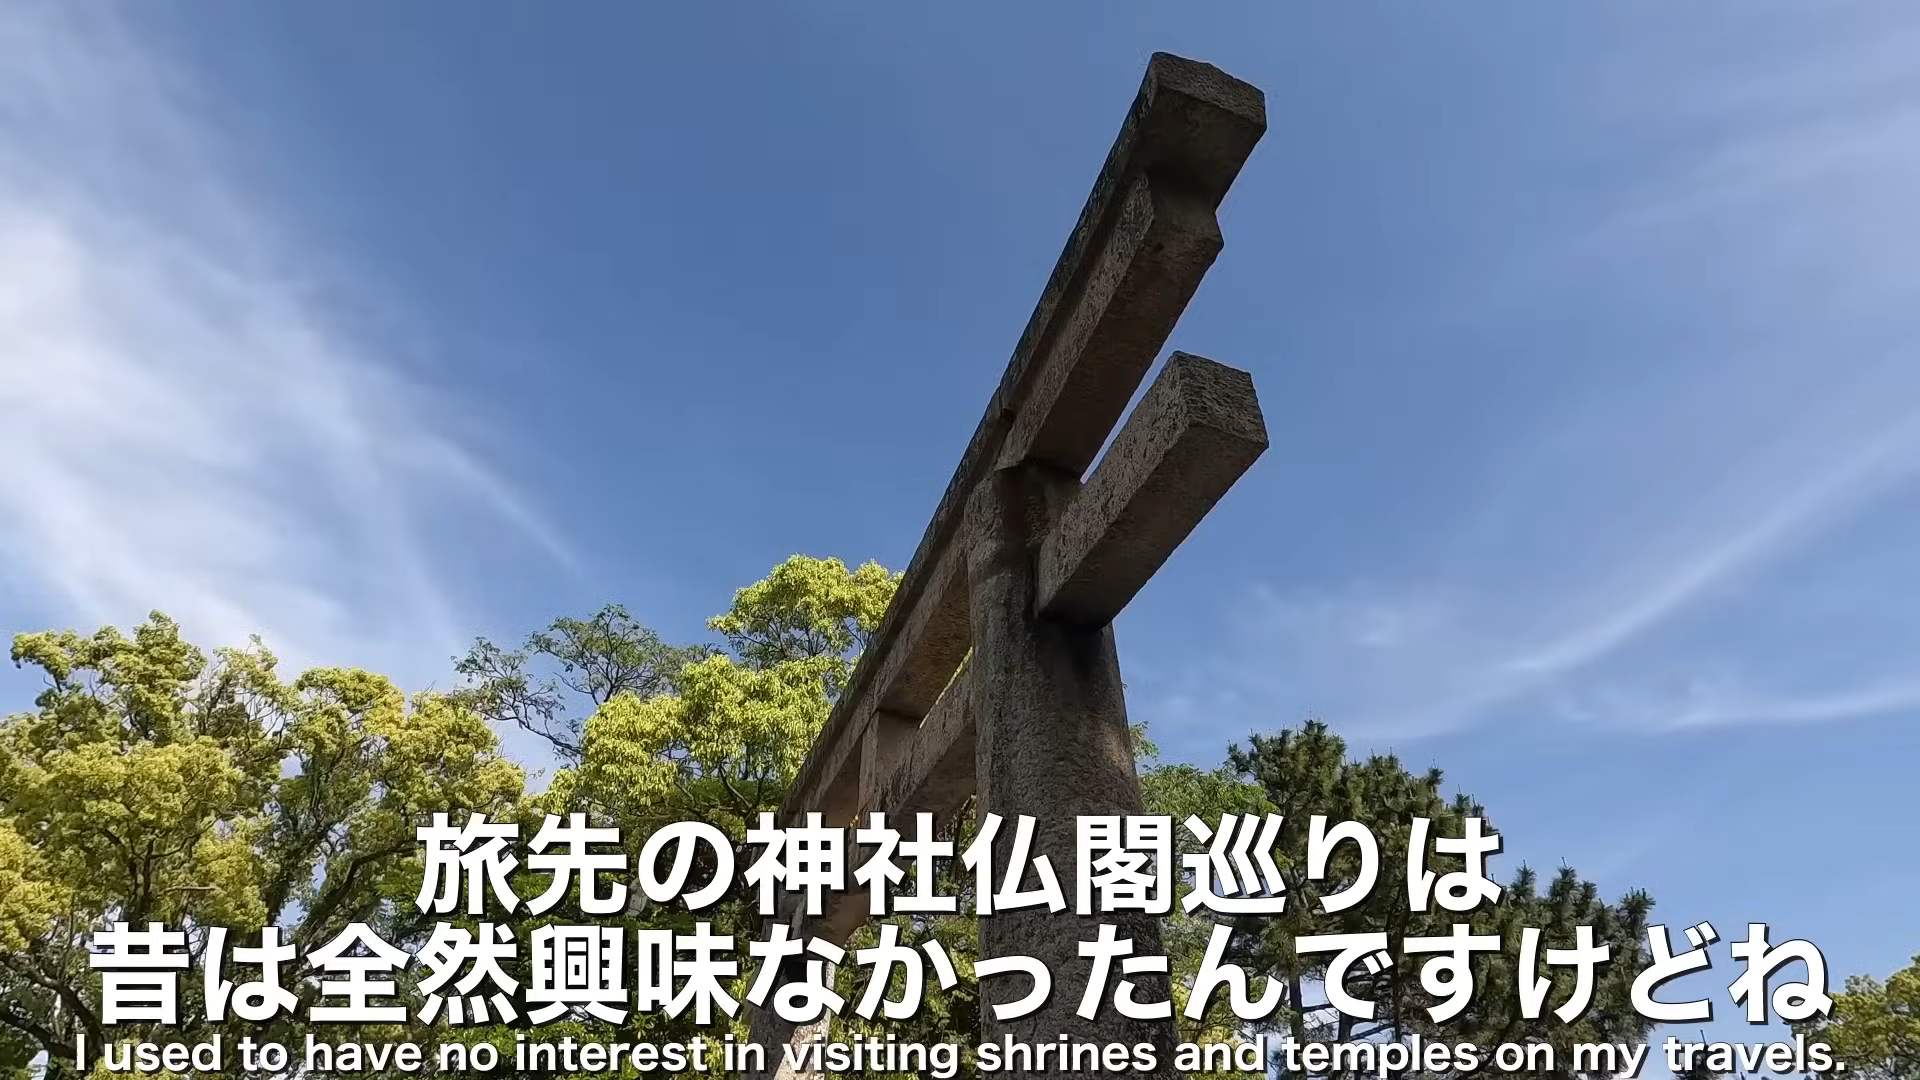 旅先の神社仏閣巡りは
昔は全然興味なかったんですけどね
I used to have no interest in visiting shrines and temples on my travels.